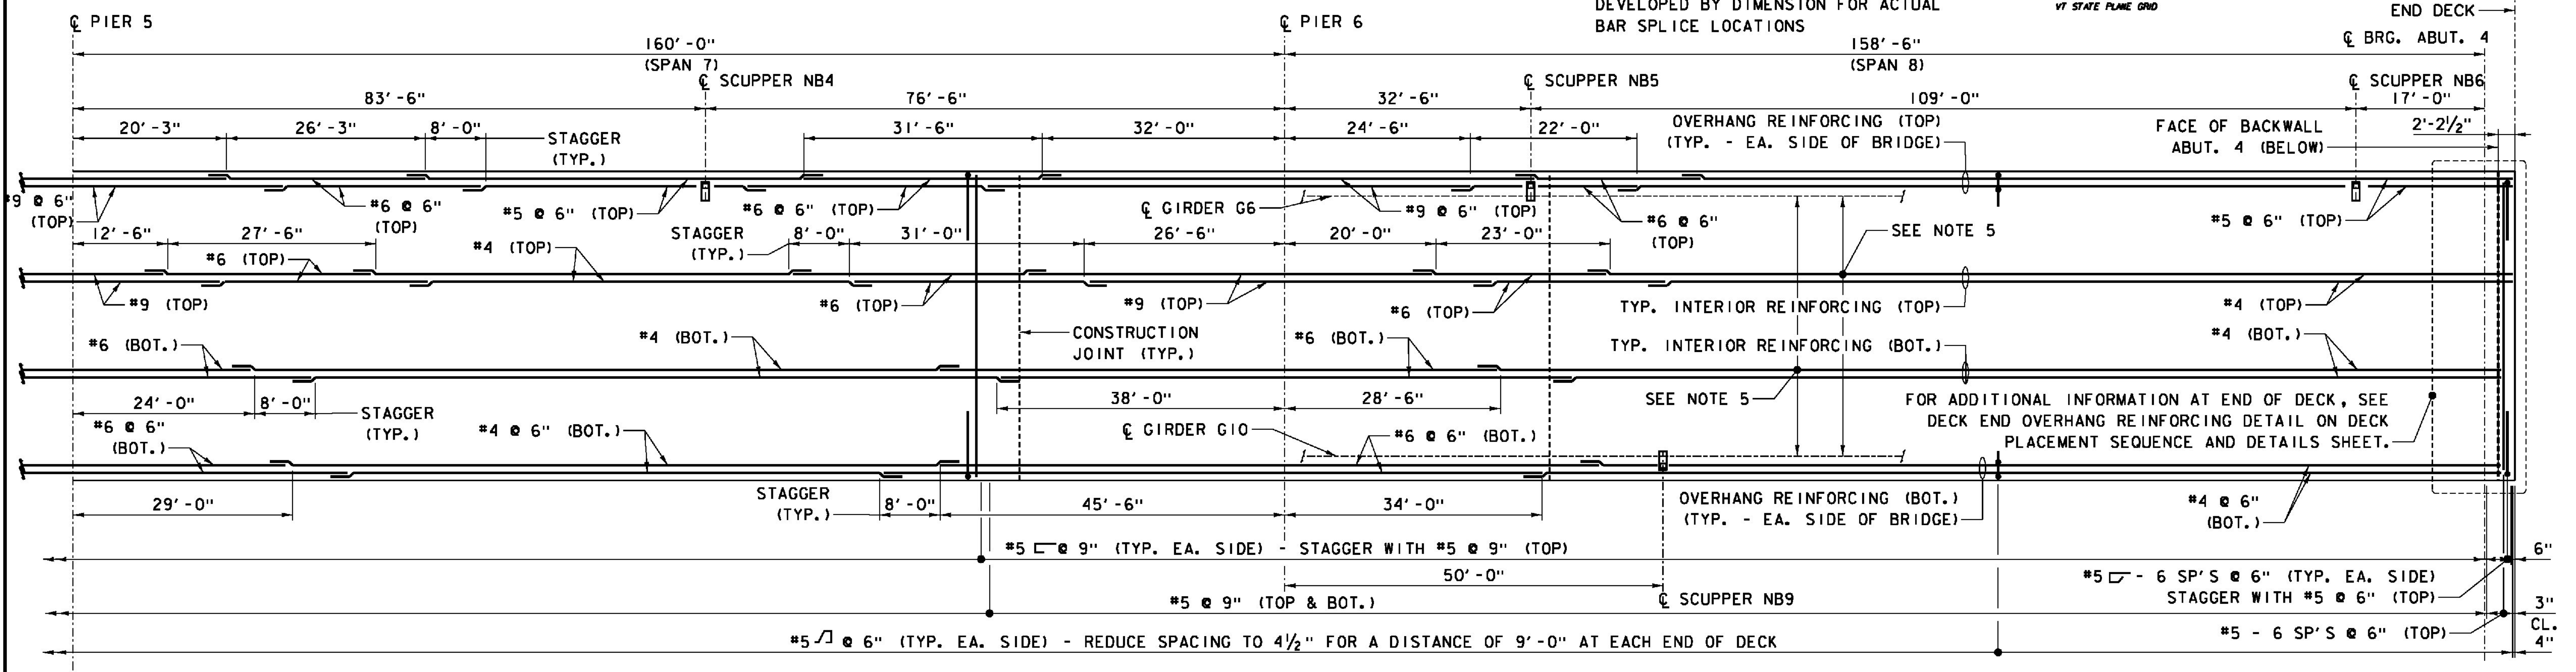 DEVELOPED BY DIMENSION FOR ACTUAL
BAR SPLICE LOCATIONS
VT STATE PLANE GRID
END DECK
℄ PIER 5
℄ PIER 6
℄ BRG. ABUT. 4
160'-0"
(SPAN 7)
158'-6"
(SPAN 8)
℄ SCUPPER NB4
℄ SCUPPER NB5
℄ SCUPPER NB6
83'-6"
76'-6"
32'-6"
109'-0"
17'-0"
20'-3"
26'-3"
8'-0"
STAGGER
(TYP.)
31'-6"
32'-0"
24'-6"
22'-0"
OVERHANG REINFORCING (TOP)
(TYP. - EA. SIDE OF BRIDGE)
FACE OF BACKWALL
ABUT. 4 (BELOW)
2'-2½"
#9 @ 6"
(TOP)
#6 @ 6"
(TOP)
#5 @ 6" (TOP)
#6 @ 6" (TOP)
℄ GIRDER G6
#9 @ 6" (TOP)
#6 @ 6"
(TOP)
SEE NOTE 5
#5 @ 6" (TOP)
12'-6"
27'-6"
#6 (TOP)
#4 (TOP)
STAGGER
(TYP.)
8'-0"
31'-0"
26'-6"
20'-0"
23'-0"
#9 (TOP)
#6 (TOP)
#9 (TOP)
#6 (TOP)
TYP. INTERIOR REINFORCING (TOP)
#4 (TOP)
#6 (BOT.)
#4 (BOT.)
CONSTRUCTION
JOINT (TYP.)
#6 (BOT.)
TYP. INTERIOR REINFORCING (BOT.)
#4 (BOT.)
24'-0"
8'-0"
STAGGER
(TYP.)
38'-0"
28'-6"
SEE NOTE 5
FOR ADDITIONAL INFORMATION AT END OF DECK, SEE
DECK END OVERHANG REINFORCING DETAIL ON DECK
PLACEMENT SEQUENCE AND DETAILS SHEET.
#6 @ 6"
(BOT.)
#4 @ 6" (BOT.)
℄ GIRDER G10
#6 @ 6" (BOT.)
29'-0"
STAGGER
(TYP.)
8'-0"
45'-6"
34'-0"
OVERHANG REINFORCING (BOT.)
(TYP. - EA. SIDE OF BRIDGE)
#4 @ 6"
(BOT.)
#5 @ 9" (TYP. EA. SIDE) - STAGGER WITH #5 @ 9" (TOP)
6"
50'-0"
℄ SCUPPER NB9
#5 - 6 SP'S @ 6" (TYP. EA. SIDE)
STAGGER WITH #5 @ 6" (TOP)
#5 @ 9" (TOP & BOT.)
3"
CL.
#5 - 6 SP'S @ 6" (TOP)
#5 @ 6" (TYP. EA. SIDE) - REDUCE SPACING TO 4½" FOR A DISTANCE OF 9'-0" AT EACH END OF DECK
4"